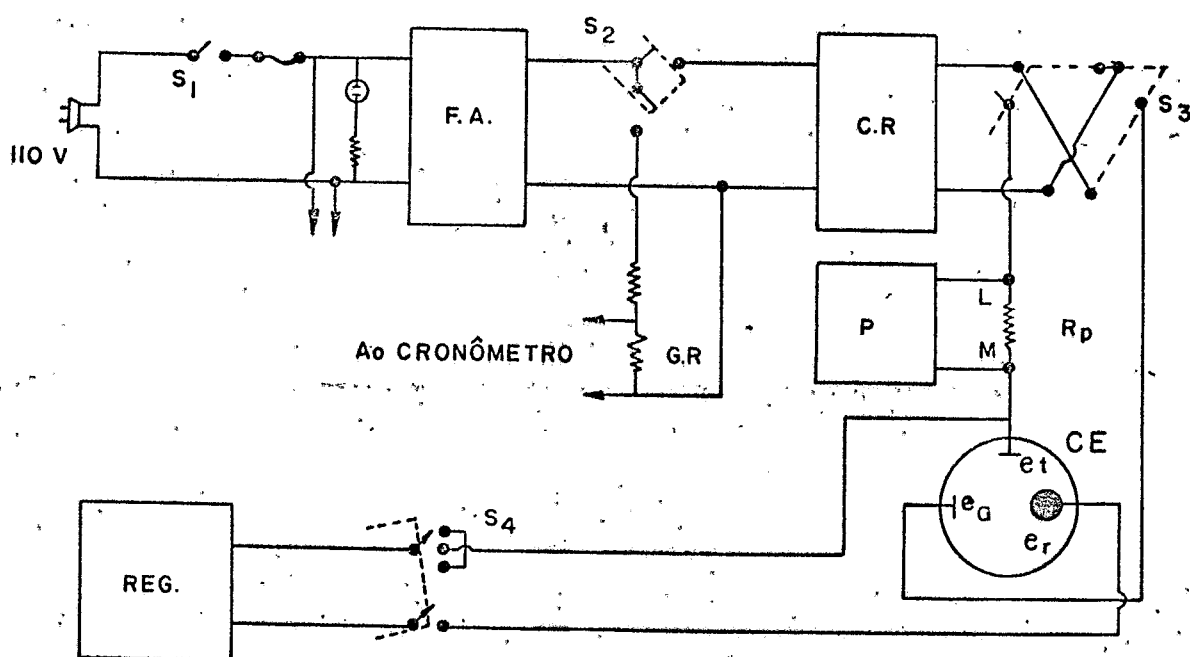 S1
110 V
F.A.
S2
C.R
S3
Ao CRONÔMETRO
G.R
P
L
M
Rp
CE
et
ea
er
S4
REG.